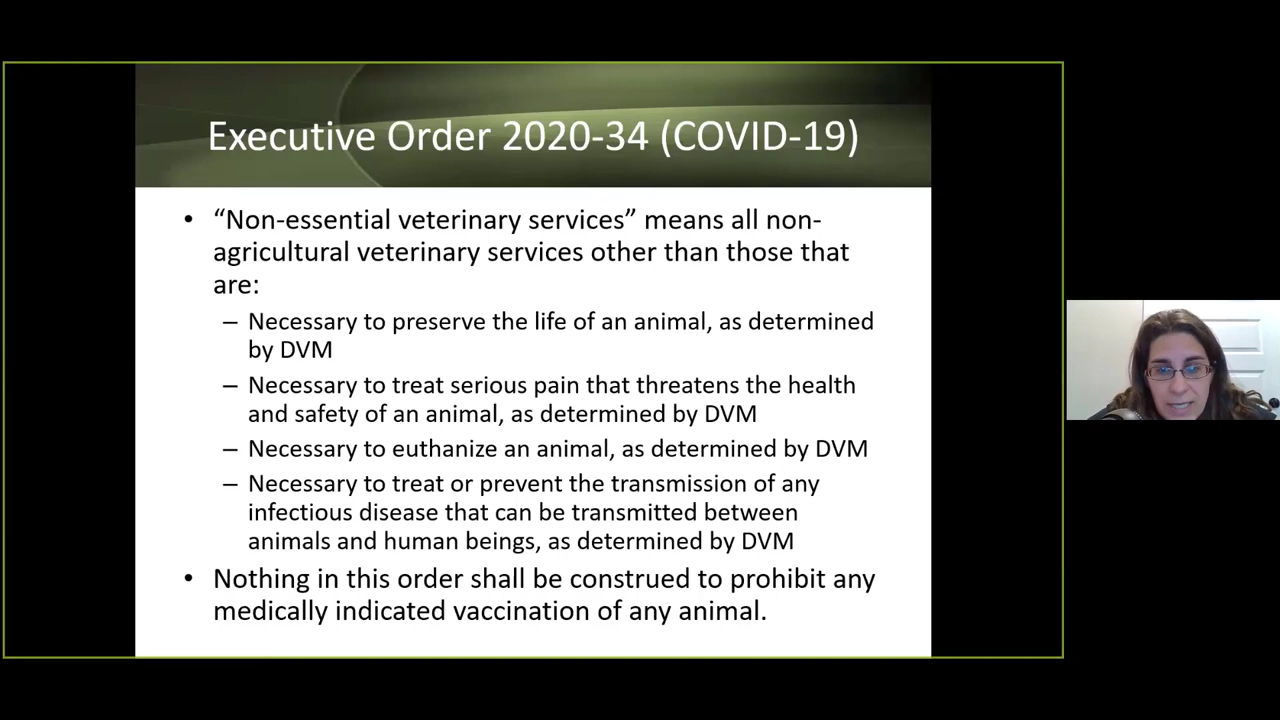 Executive Order 2020-34 (COVID-19)
• “Non-essential veterinary services” means all non-
agricultural veterinary services other than those that
are:
– Necessary to preserve the life of an animal, as determined
by DVM
– Necessary to treat serious pain that threatens the health
and safety of an animal, as determined by DVM
– Necessary to euthanize an animal, as determined by DVM
– Necessary to treat or prevent the transmission of any
infectious disease that can be transmitted between
animals and human beings, as determined by DVM
• Nothing in this order shall be construed to prohibit any
medically indicated vaccination of any animal.